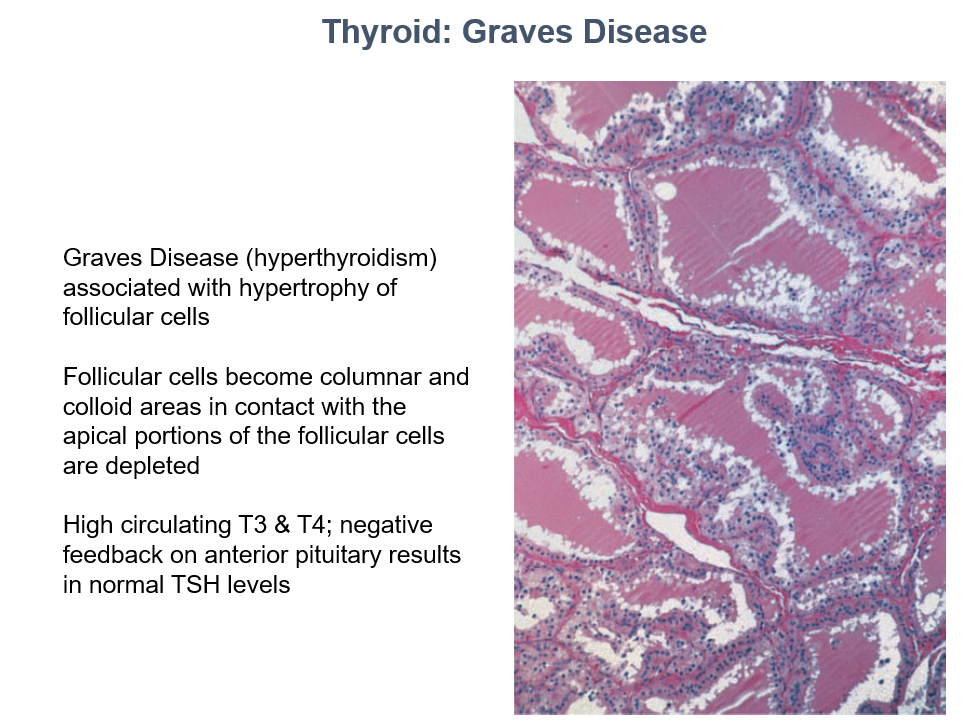 Thyroid: Graves Disease
Graves Disease (hyperthyroidism)
associated with hypertrophy of
follicular cells
Follicular cells become columnar and
colloid areas in contact with the
apical portions of the follicular cells
are depleted
High circulating T3 & T4; negative
feedback on anterior pituitary results
in normal TSH levels